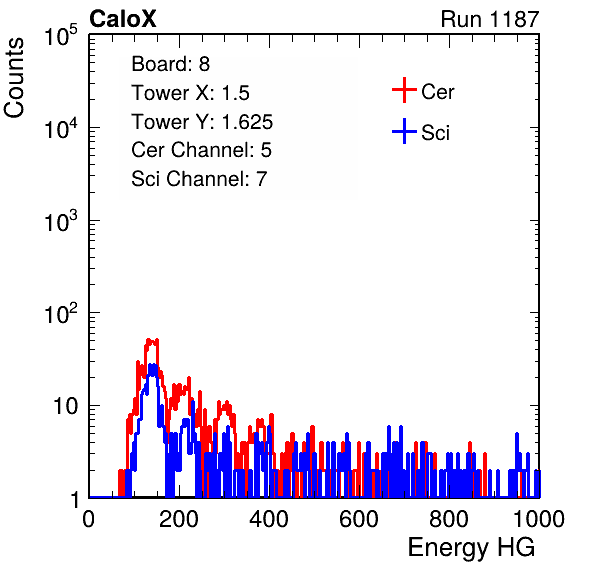 CaloX Run 1187
Counts
10^5
10^4
10^3
10^2
10
1
Board: 8
Tower X: 1.5
Tower Y: 1.625
Cer Channel: 5
Sci Channel: 7
Cer
Sci
0 200 400 600 800 1000
Energy HG